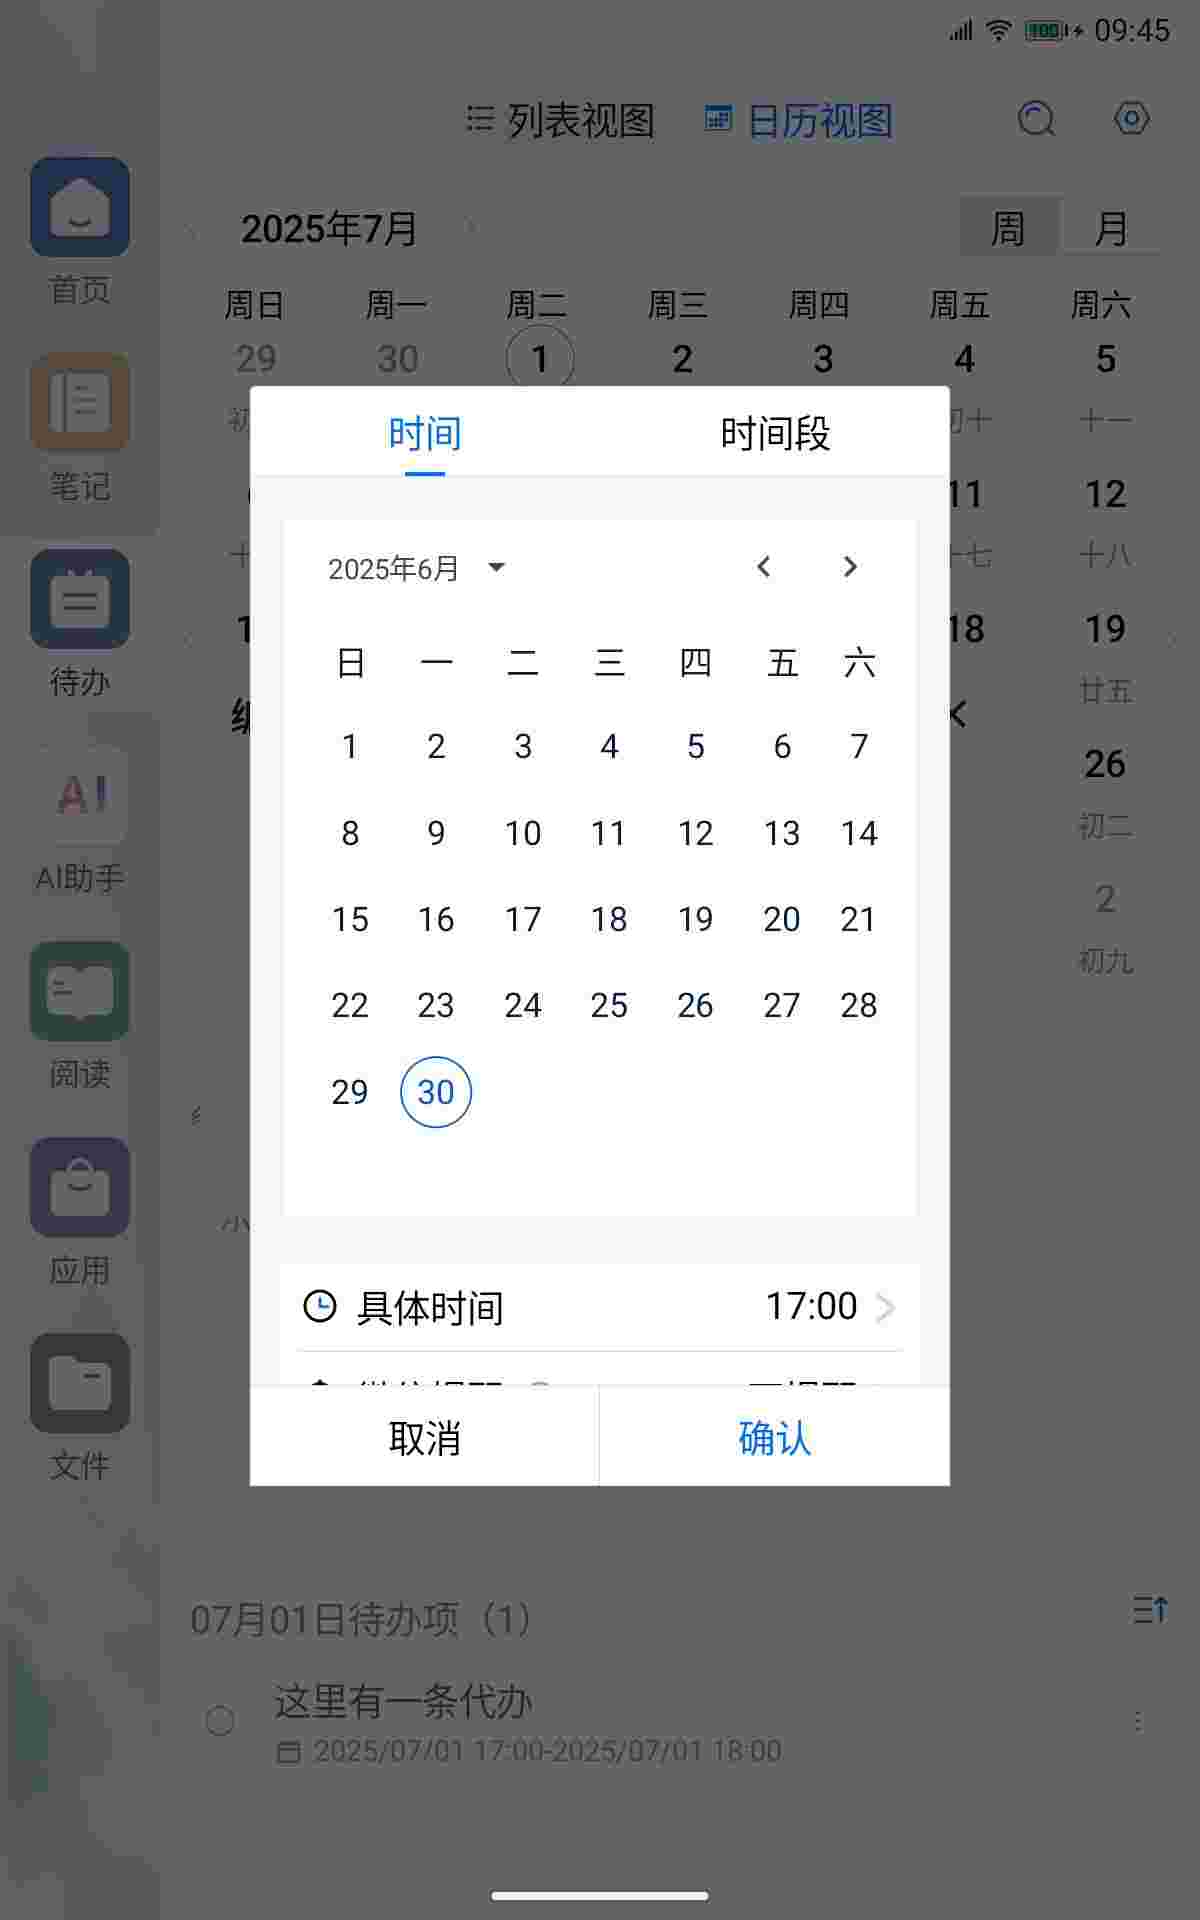 09:45
列表视图 日历视图
2025年7月 周 月
周日 周一 周二 周三 周四 周五 周六
29 30 1 2 3 4 5
初十 十一
11 12
十七 十八
18 19
廿五
26
初二
2
初九
首页
笔记
待办
AI助手
阅读
应用
文件
时间 时间段
2025年6月
日 一 二 三 四 五 六
1 2 3 4 5 6 7
8 9 10 11 12 13 14
15 16 17 18 19 20 21
22 23 24 25 26 27 28
29 30
具体时间 17:00
取消 确认
07月01日待办项（1）
这里有一条代办
2025/07/01 17:00-2025/07/01 18:00